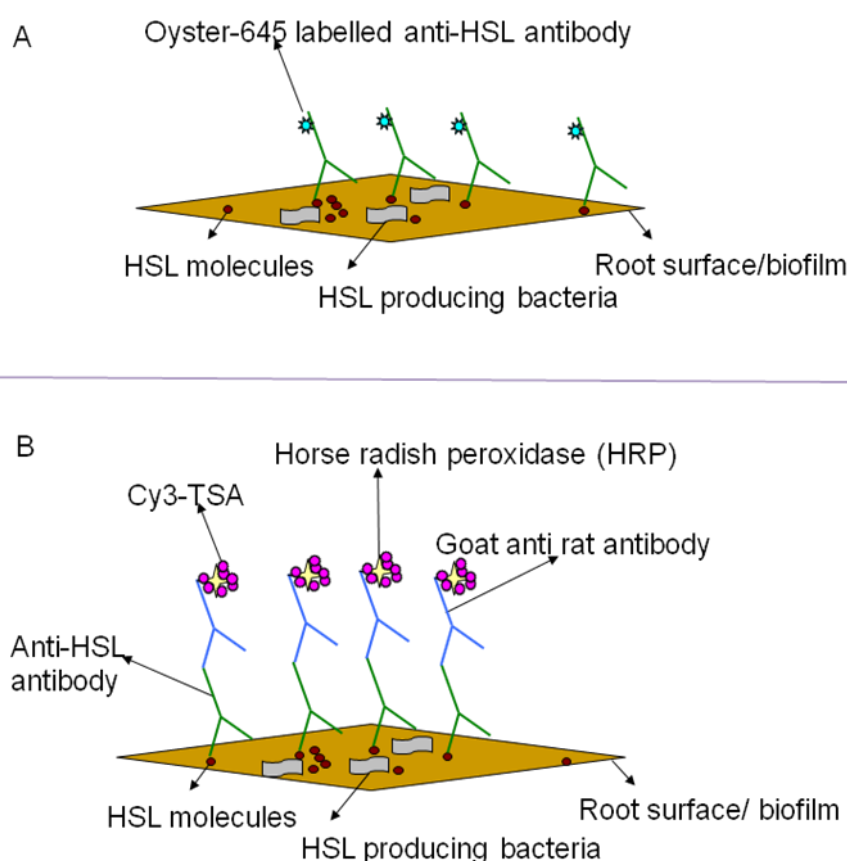 A
Oyster-645 labelled anti-HSL antibody
HSL molecules
Root surface/biofilm
HSL producing bacteria
B
Horse radish peroxidase (HRP)
Cy3-TSA
Goat anti rat antibody
Anti-HSL
antibody
HSL molecules
Root surface/ biofilm
HSL producing bacteria